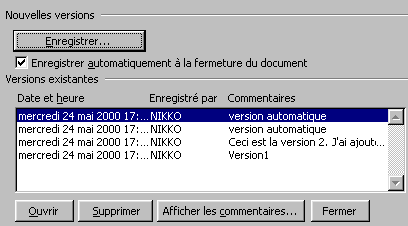 Nouvelles versions
Enregistrer...
Enregistrer automatiquement à la fermeture du document
Versions existantes
Date et heure Enregistré par Commentaires
mercredi 24 mai 2000 17:... NIKKO version automatique
mercredi 24 mai 2000 17:... NIKKO version automatique
mercredi 24 mai 2000 17:... NIKKO Ceci est la version 2. J'ai ajout...
mercredi 24 mai 2000 17:... NIKKO Version1
Ouvrir Supprimer Afficher les commentaires... Fermer